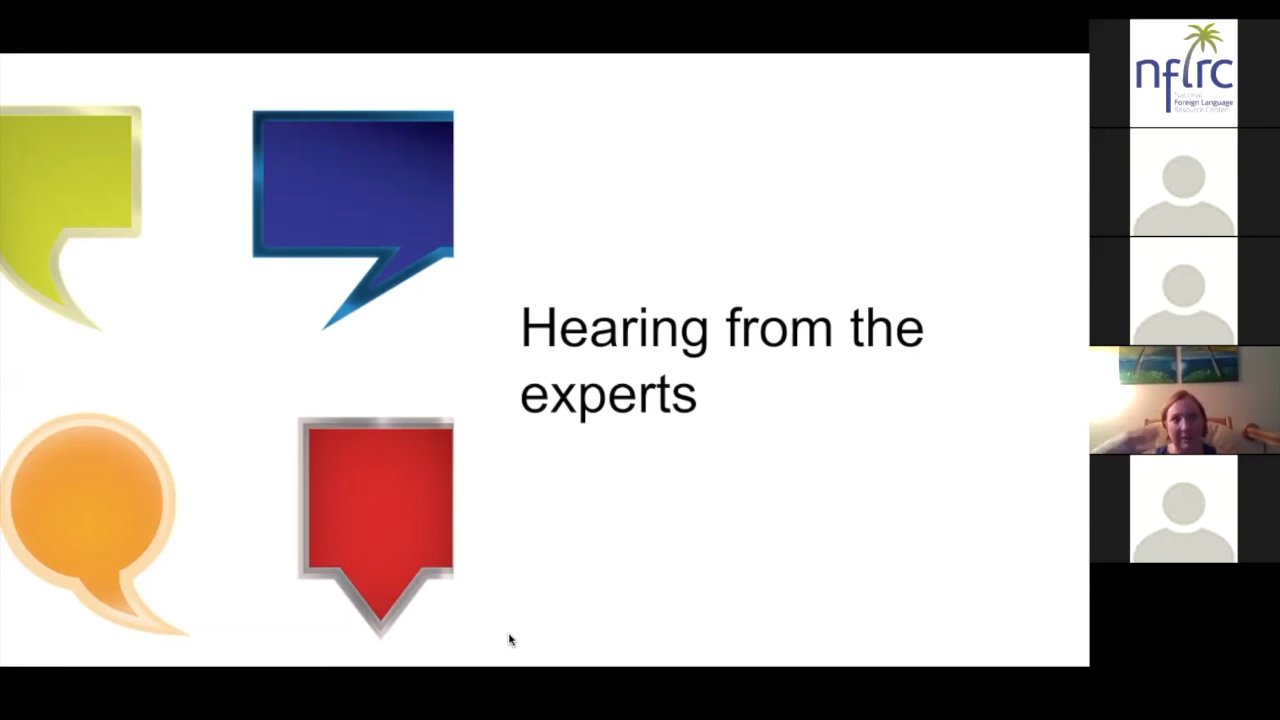 Hearing from the
experts
nflrc
National
Foreign Language
Resource Center